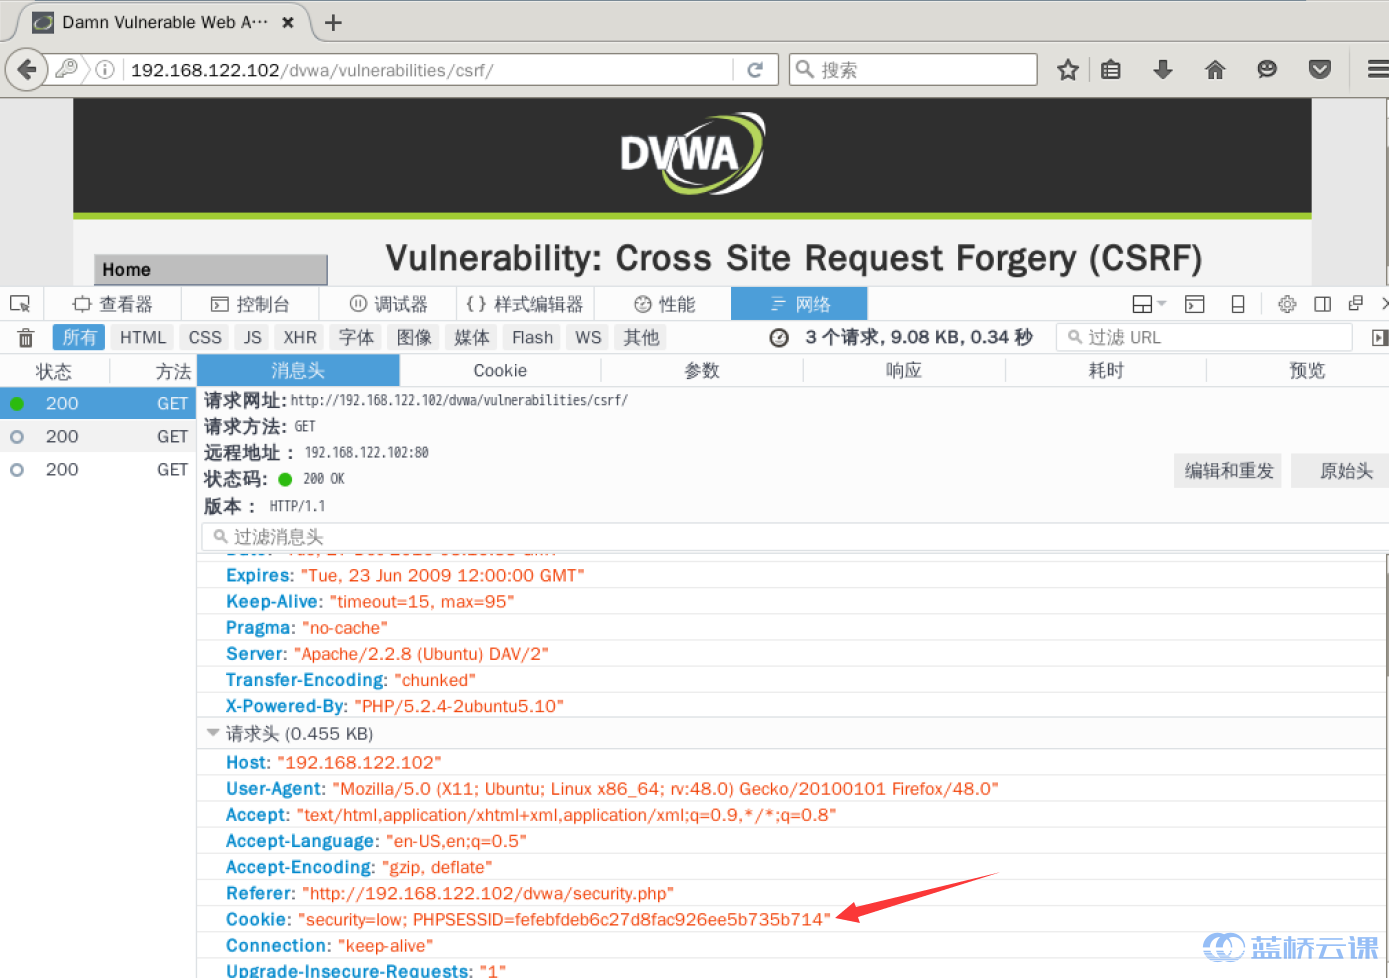 Damn Vulnerable Web A···
192.168.122.102/dvwa/vulnerabilities/csrf/
搜索
DVWA
Home
Vulnerability: Cross Site Request Forgery (CSRF)
查看器 控制台 调试器 { } 样式编辑器 性能 网络
所有 HTML CSS JS XHR 字体 图像 媒体 Flash WS 其他 3 个请求, 9.08 KB, 0.34 秒 过滤 URL
状态 方法 消息头 Cookie 参数 响应 耗时 预览
200 GET
200 GET
200 GET
请求网址: http://192.168.122.102/dvwa/vulnerabilities/csrf/
请求方法: GET
远程地址： 192.168.122.102:80
状态码: 200 OK
版本： HTTP/1.1
编辑和重发 原始头
过滤消息头
Expires: "Tue, 23 Jun 2009 12:00:00 GMT"
Keep-Alive: "timeout=15, max=95"
Pragma: "no-cache"
Server: "Apache/2.2.8 (Ubuntu) DAV/2"
Transfer-Encoding: "chunked"
X-Powered-By: "PHP/5.2.4-2ubuntu5.10"
请求头 (0.455 KB)
Host: "192.168.122.102"
User-Agent: "Mozilla/5.0 (X11; Ubuntu; Linux x86_64; rv:48.0) Gecko/20100101 Firefox/48.0"
Accept: "text/html,application/xhtml+xml,application/xml;q=0.9,*/*;q=0.8"
Accept-Language: "en-US,en;q=0.5"
Accept-Encoding: "gzip, deflate"
Referer: "http://192.168.122.102/dvwa/security.php"
Cookie: "security=low; PHPSESSID=fefebfdeb6c27d8fac926ee5b735b714"
Connection: "keep-alive"
Upgrade-Insecure-Requests: "1"
蓝桥云课